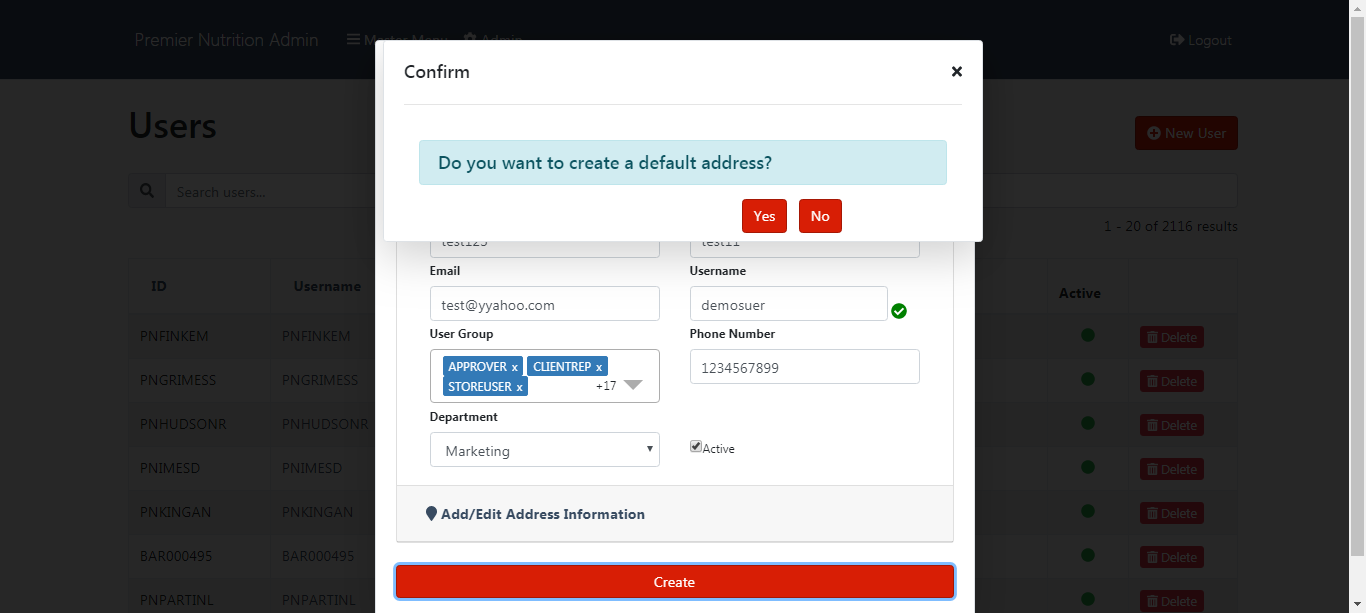 Premier Nutrition Admin Master Menu Admin Logout
Confirm ×
Users
Do you want to create a default address?
New User
Search users...
Yes No
1 - 20 of 2116 results
test123 test11
Email Username
ID Username Active
test@yyahoo.com demosuer
User Group Phone Number
PNFINKEM PNFINKEM Delete
APPROVER x CLIENTREP x
1234567899
STOREUSER x +17
PNGRIMESS PNGRIMESS Delete
Department
PNHUDSONR PNHUDSONR Delete
Marketing Active
PNIMESD PNIMESD Delete
Add/Edit Address Information
PNKINGAN PNKINGAN Delete
BAR000495 BAR000495 Delete
Create
PNPARTINL PNPARTINL Delete